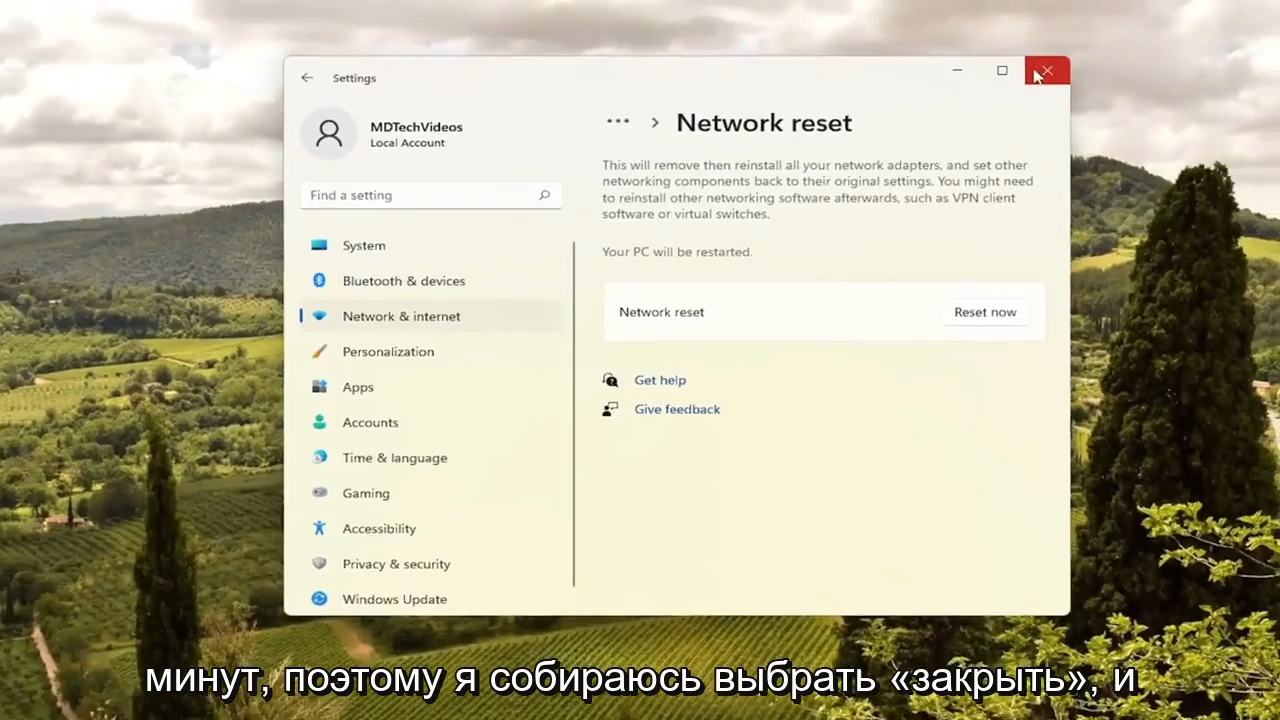 Settings
MDTechVideos
Local Account
Find a setting
System
Bluetooth & devices
Network & internet
Personalization
Apps
Accounts
Time & language
Gaming
Accessibility
Privacy & security
Windows Update
... > Network reset
This will remove then reinstall all your network adapters, and set other
networking components back to their original settings. You might need
to reinstall other networking software afterwards, such as VPN client
software or virtual switches.
Your PC will be restarted.
Network reset
Reset now
Get help
Give feedback
минут, поэтому я собираюсь выбрать «закрыть», и